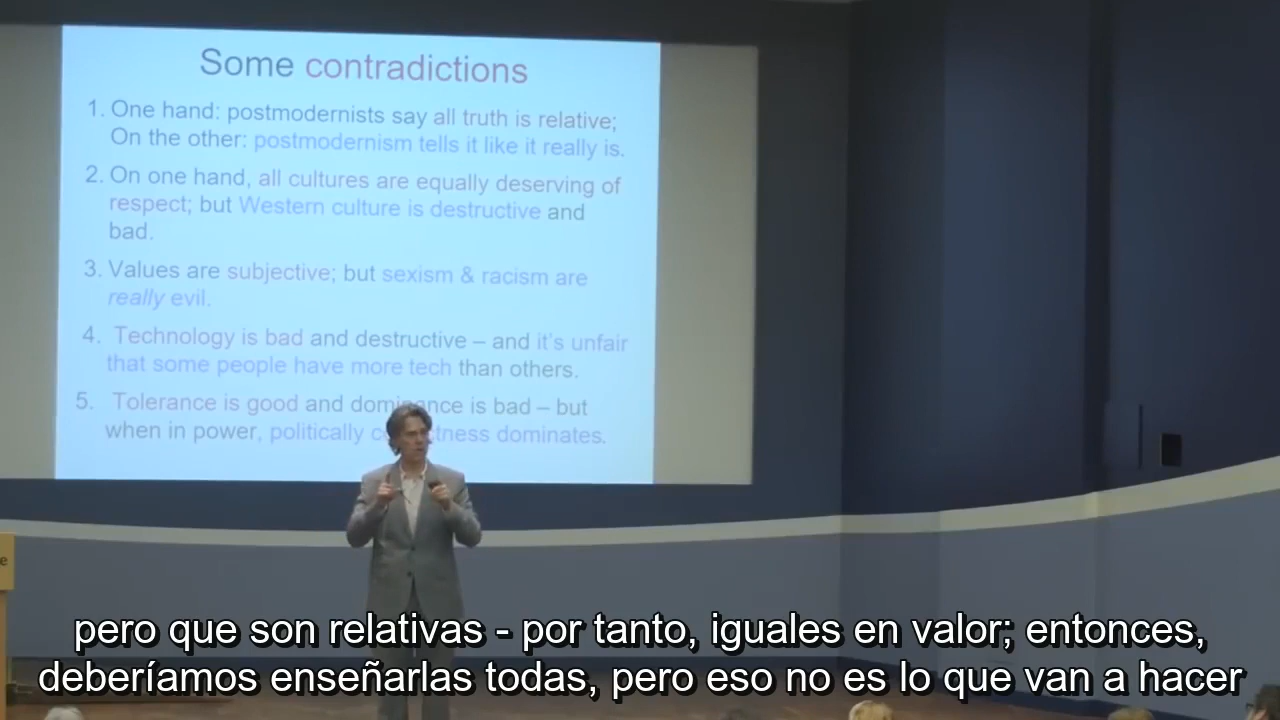 Some contradictions
1. One hand: postmodernists say all truth is relative;
On the other: postmodernism tells it like it really is.
2. On one hand, all cultures are equally deserving of
respect; but Western culture is destructive and
bad.
3. Values are subjective; but sexism & racism are
really evil.
4. Technology is bad and destructive – and it's unfair
that some people have more tech than others.
5. Tolerance is good and dominance is bad – but
when in power, politically dominates.
e
pero que son relativas - por tanto, iguales en valor; entonces,
deberíamos enseñarlas todas, pero eso no es lo que van a hacer